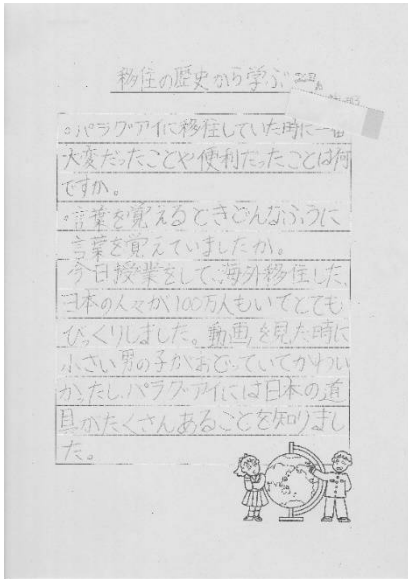 移住の歴史から学ぶ
。パラグアイに移住していた時に一番
大変だったことや便利だったことは何
ですか。
。言葉を覚えるときどんなふうに
言葉を覚えていましたか。
今日授業をして、海外移住した、
日本の人々が100万人もいてとても
びっくりしました。動画を見た時に
小さい男の子がおどっていてかわい
かったし、パラグアイには日本の道
具がたくさんあることを知りまし
た。